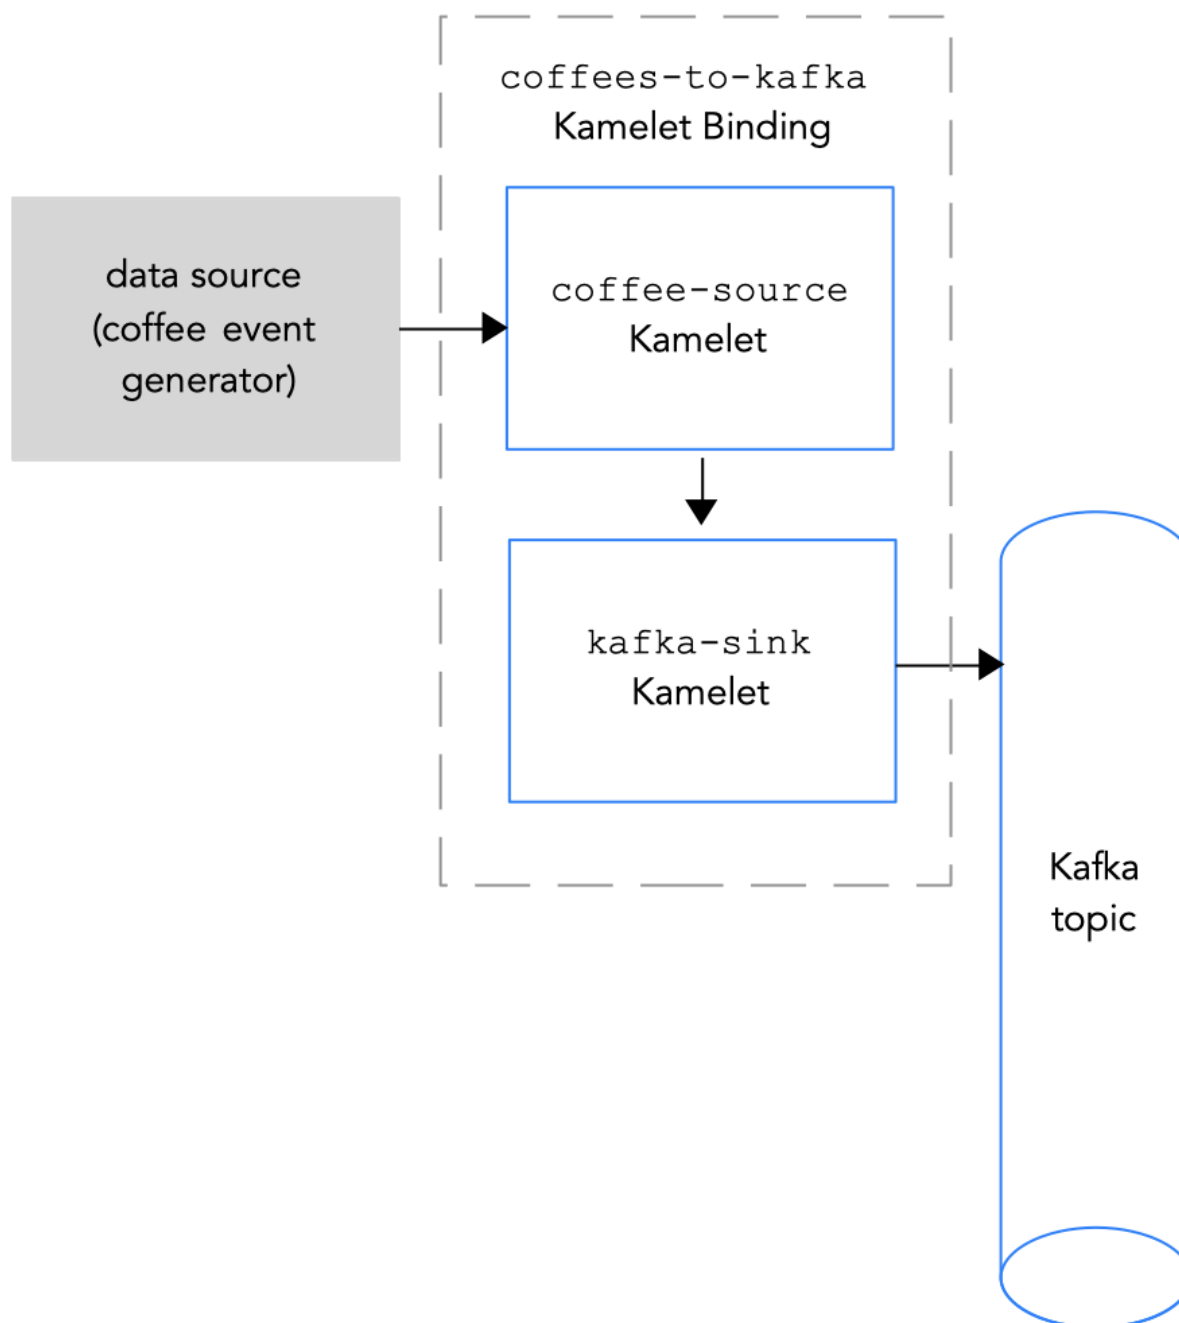 coffees-to-kafka
Kamelet Binding
data source
(coffee event
generator)
coffee-source
Kamelet
kafka-sink
Kamelet
Kafka
topic